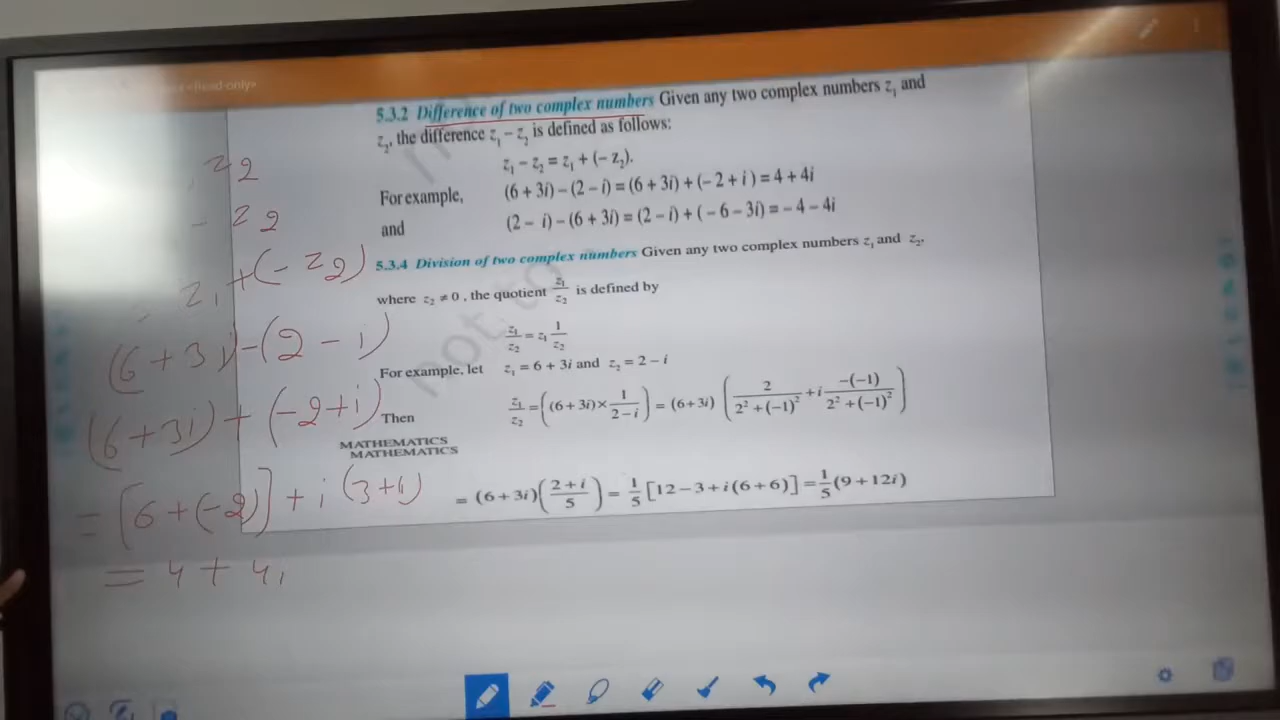 <Read-only>
5.3.2 Difference of two complex numbers Given any two complex numbers z₁ and
z₂, the difference z₁ – z₂ is defined as follows:
z₁ – z₂ = z₁ + (– z₂).
For example, (6 + 3i) – (2 – i) = (6 + 3i) + (– 2 + i ) = 4 + 4i
and (2 – i) – (6 + 3i) = (2 – i) + ( – 6 – 3i) = – 4 – 4i
5.3.4 Division of two complex numbers Given any two complex numbers z₁ and z₂,
where z₂ ≠ 0 , the quotient z₁/z₂ is defined by
z₁/z₂ = z₁ 1/z₂
For example, let z₁ = 6 + 3i and z₂ = 2 – i
Then z₁/z₂ = ((6 + 3i) × 1/(2 – i)) = (6 + 3i) (2/(2² + (–1)²) + i –(–1)/(2² + (–1)²))
MATHEMATICS
MATHEMATICS
= (6 + 3i) ((2 + i)/5) = 1/5 [12 – 3 + i (6 + 6)] = 1/5 (9 + 12i)
not to
z2
- z2
z₁ + (- z2)
(6 + 3i) - (2 - i)
(6 + 3i) + (-2 + i)
= [6 + (-2)] + i (3+1)
= 4 + 4i